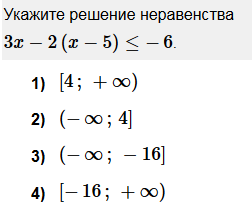 Укажите решение неравенства
3x − 2 (x − 5) ≤ − 6.
1) [4 ; + ∞)
2) (− ∞ ; 4]
3) (− ∞ ; − 16]
4) [− 16 ; + ∞)